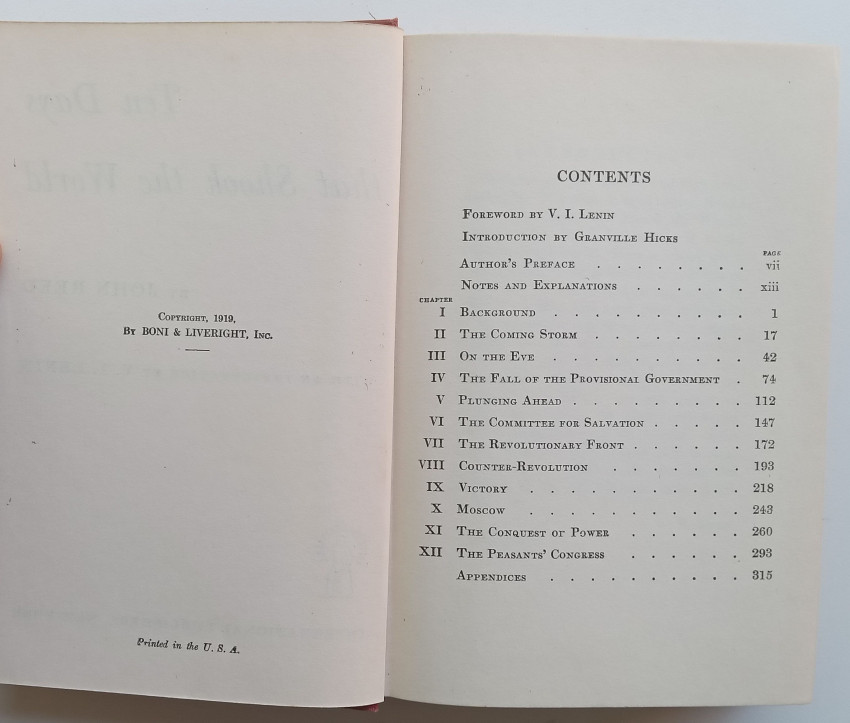 Copyright, 1919,
By BONI & LIVERIGHT, Inc.
Printed in the U. S. A.
CONTENTS
Foreword by V. I. Lenin
Introduction by Granville Hicks
PAGE
Author's Preface . . . . . . . . vii
Notes and Explanations . . . . . . xiii
CHAPTER
I Background . . . . . . . . . . 1
II The Coming Storm . . . . . . . . 17
III On the Eve . . . . . . . . . . 42
IV The Fall of the Provisional Government . 74
V Plunging Ahead . . . . . . . . . 112
VI The Committee for Salvation . . . . . 147
VII The Revolutionary Front . . . . . . 172
VIII Counter-Revolution . . . . . . . 193
IX Victory . . . . . . . . . . . 218
X Moscow . . . . . . . . . . . 243
XI The Conquest of Power . . . . . . 260
XII The Peasants' Congress . . . . . . 293
Appendices . . . . . . . . . . 315